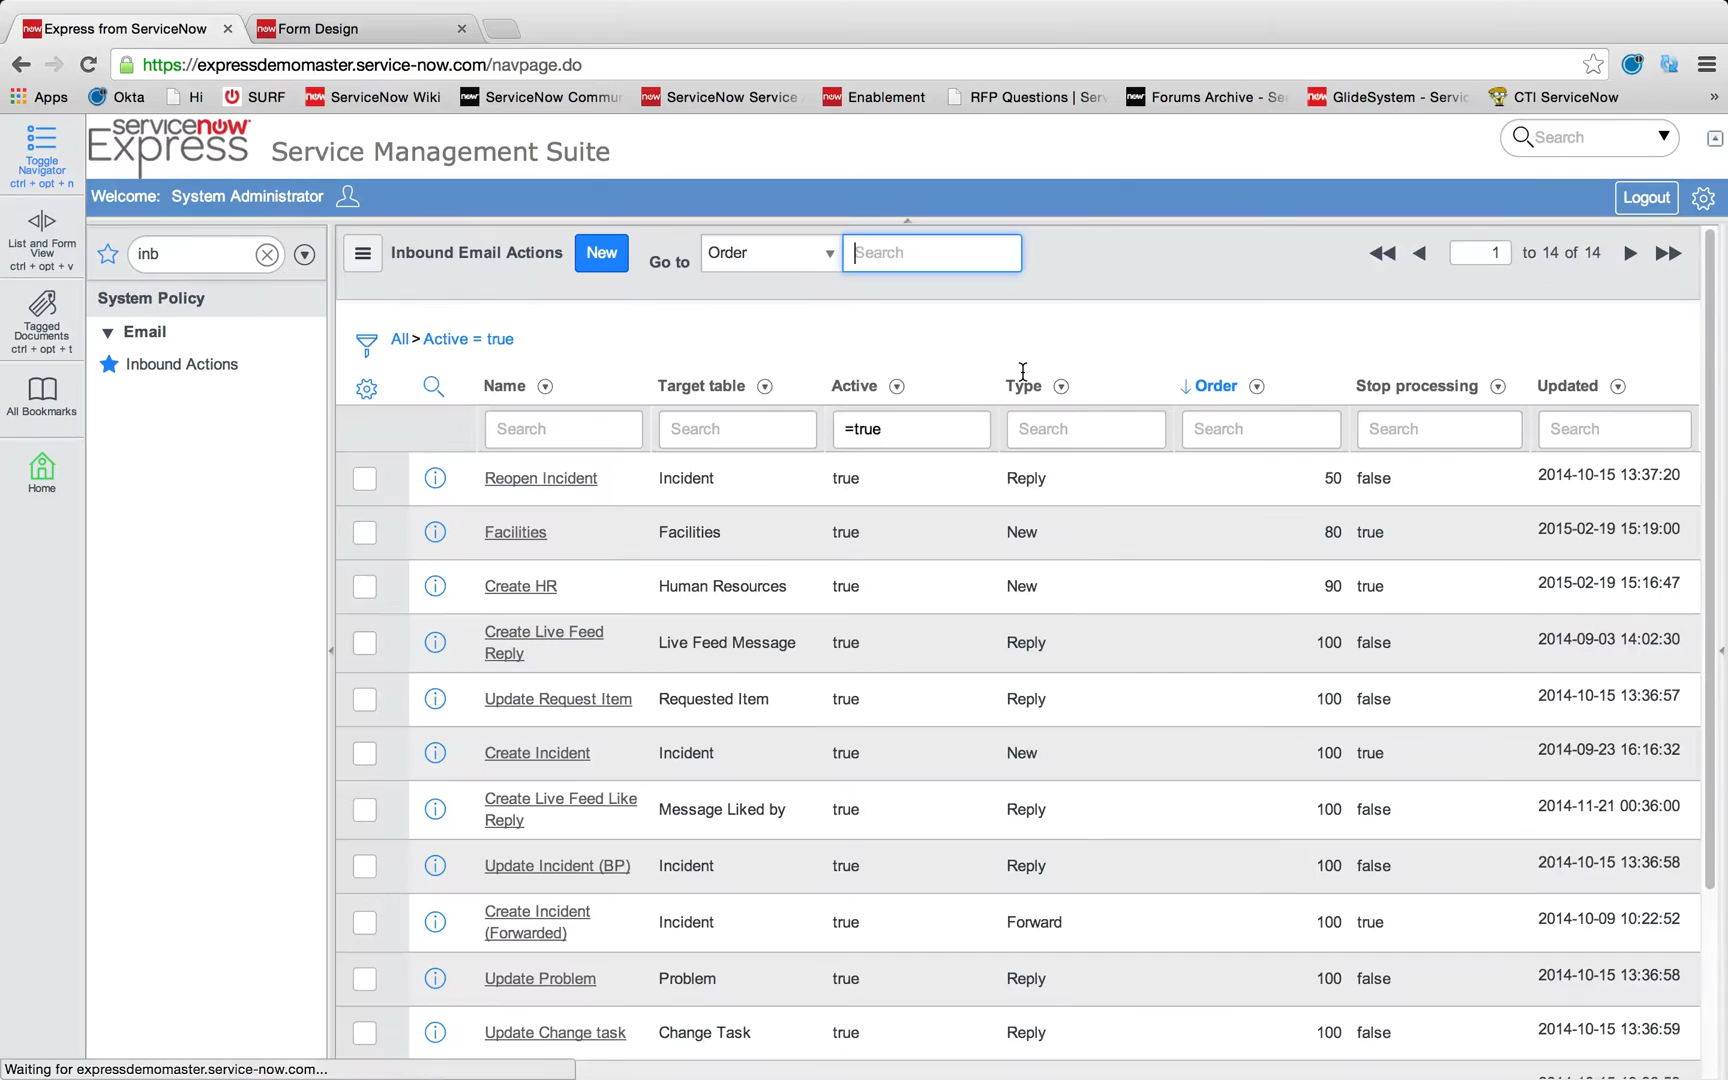 Express from ServiceNow
Form Design
https://expressdemomaster.service-now.com/navpage.do
Apps Okta Hi SURF ServiceNow Wiki ServiceNow Commun ServiceNow Service Enablement RFP Questions | Serv Forums Archive - Se GlideSystem - Servic CTI ServiceNow »
Toggle Navigator
ctrl + opt + n
servicenow
Express Service Management Suite
Search
Welcome: System Administrator
Logout
List and Form View
ctrl + opt + v
inb
Inbound Email Actions New Go to Order Search 1 to 14 of 14
System Policy
Email
Inbound Actions
Tagged Documents
ctrl + opt + t
All Bookmarks
Home
All > Active = true
Name Target table Active Type Order Stop processing Updated
Search Search =true Search Search Search Search
Reopen Incident Incident true Reply 50 false 2014-10-15 13:37:20
Facilities Facilities true New 80 true 2015-02-19 15:19:00
Create HR Human Resources true New 90 true 2015-02-19 15:16:47
Create Live Feed Reply Live Feed Message true Reply 100 false 2014-09-03 14:02:30
Update Request Item Requested Item true Reply 100 false 2014-10-15 13:36:57
Create Incident Incident true New 100 true 2014-09-23 16:16:32
Create Live Feed Like Reply Message Liked by true Reply 100 false 2014-11-21 00:36:00
Update Incident (BP) Incident true Reply 100 false 2014-10-15 13:36:58
Create Incident (Forwarded) Incident true Forward 100 true 2014-10-09 10:22:52
Update Problem Problem true Reply 100 false 2014-10-15 13:36:58
Update Change task Change Task true Reply 100 false 2014-10-15 13:36:59
Waiting for expressdemomaster.service-now.com...